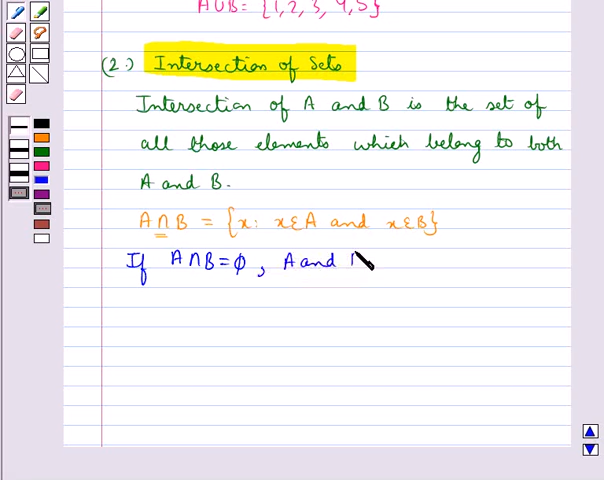 A∪B = {1, 2, 3, 4, 5}
(2.) Intersection of Sets
Intersection of A and B is the set of
all those elements which belong to both
A and B.
A∩B = {x: x∈A and x∈B}
If A∩B=ϕ, A and